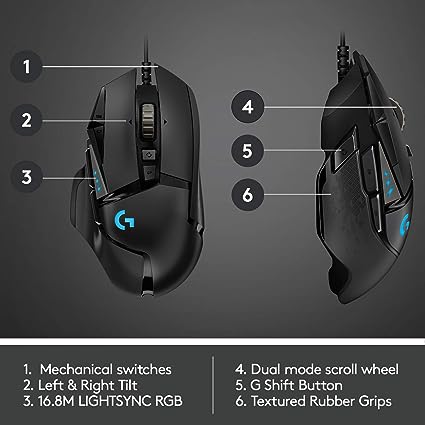 1
2
3
4
5
6
G
1. Mechanical switches
2. Left & Right Tilt
3. 16.8M LIGHTSYNC RGB
4. Dual mode scroll wheel
5. G Shift Button
6. Textured Rubber Grips